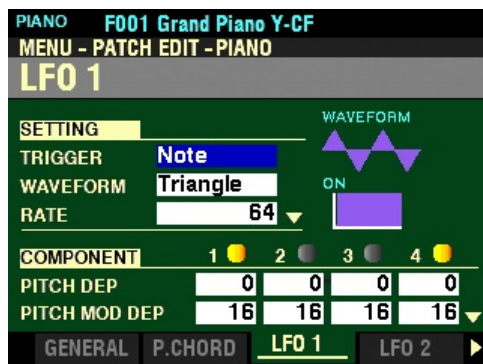 PIANO F001 Grand Piano Y-CF
MENU - PATCH EDIT - PIANO
LFO 1
WAVEFORM
SETTING
TRIGGER Note
WAVEFORM Triangle ON
RATE 64
COMPONENT 1 2 3 4
PITCH DEP 0 0 0 0
PITCH MOD DEP 16 16 16 16
GENERAL P.CHORD LFO 1 LFO 2